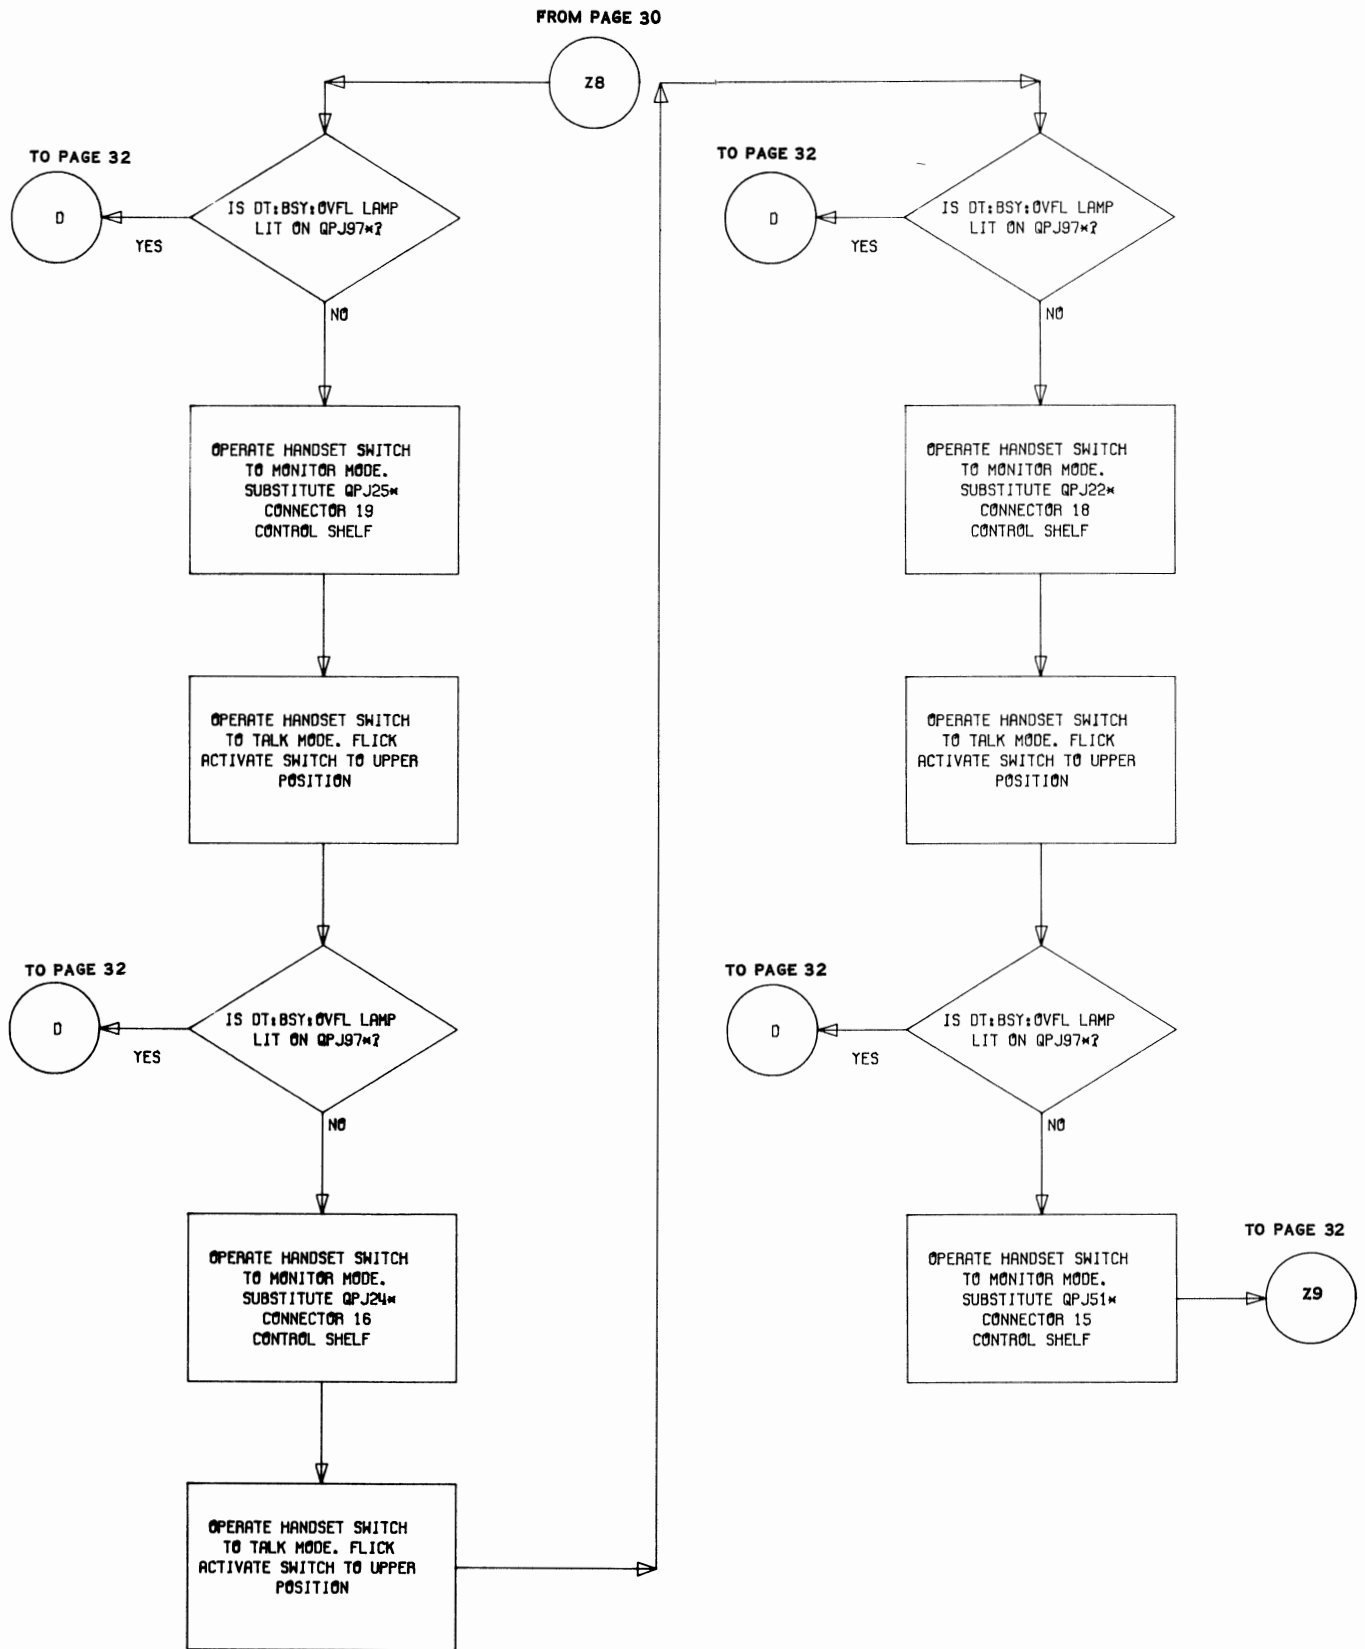 FROM PAGE 30
Z8
TO PAGE 32
D
YES
IS DT:BSY:OVFL LAMP
LIT ON QPJ97*?
NO
OPERATE HANDSET SWITCH
TO MONITOR MODE.
SUBSTITUTE QPJ25*
CONNECTOR 19
CONTROL SHELF
OPERATE HANDSET SWITCH
TO TALK MODE. FLICK
ACTIVATE SWITCH TO UPPER
POSITION
TO PAGE 32
D
YES
IS DT:BSY:OVFL LAMP
LIT ON QPJ97*?
NO
OPERATE HANDSET SWITCH
TO MONITOR MODE.
SUBSTITUTE QPJ24*
CONNECTOR 16
CONTROL SHELF
OPERATE HANDSET SWITCH
TO TALK MODE. FLICK
ACTIVATE SWITCH TO UPPER
POSITION
TO PAGE 32
D
YES
IS DT:BSY:OVFL LAMP
LIT ON QPJ97*?
NO
OPERATE HANDSET SWITCH
TO MONITOR MODE.
SUBSTITUTE QPJ22*
CONNECTOR 18
CONTROL SHELF
OPERATE HANDSET SWITCH
TO TALK MODE. FLICK
ACTIVATE SWITCH TO UPPER
POSITION
TO PAGE 32
D
YES
IS DT:BSY:OVFL LAMP
LIT ON QPJ97*?
NO
OPERATE HANDSET SWITCH
TO MONITOR MODE.
SUBSTITUTE QPJ51*
CONNECTOR 15
CONTROL SHELF
TO PAGE 32
Z9